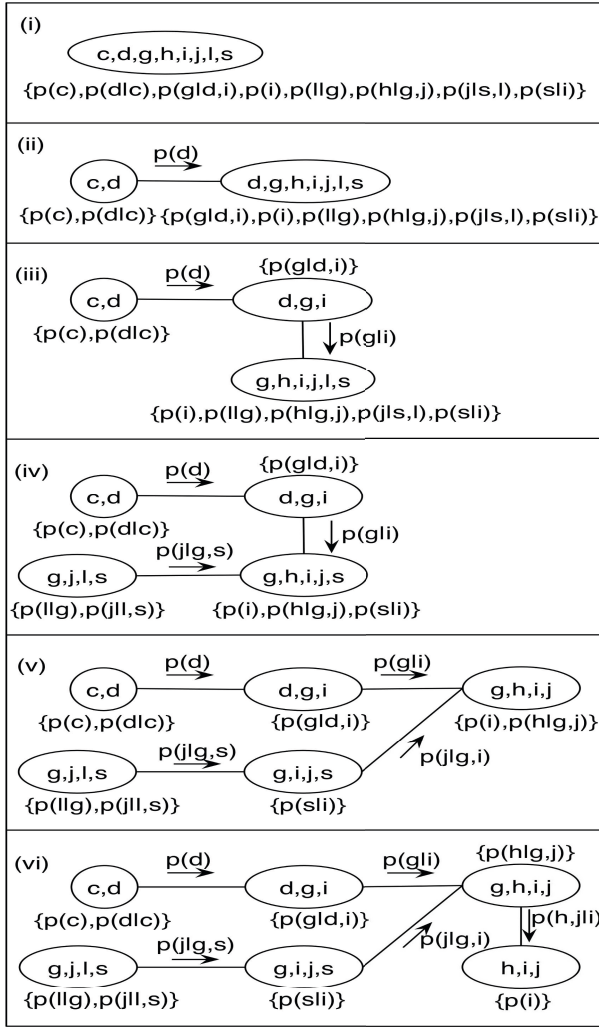 (i)
c,d,g,h,i,j,l,s
{p(c),p(d|c),p(g|d,i),p(i),p(l|g),p(h|g,j),p(j|s,l),p(s|i)}
(ii)
p(d)
c,d
d,g,h,i,j,l,s
{p(c),p(d|c)} {p(g|d,i),p(i),p(l|g),p(h|g,j),p(j|s,l),p(s|i)}
(iii)
p(d)
{p(g|d,i)}
c,d
d,g,i
{p(c),p(d|c)}
p(g|i)
g,h,i,j,l,s
{p(i),p(l|g),p(h|g,j),p(j|s,l),p(s|i)}
(iv)
p(d)
{p(g|d,i)}
c,d
d,g,i
{p(c),p(d|c)}
p(g|i)
p(j|g,s)
g,j,l,s
g,h,i,j,s
{p(l|g),p(j|l,s)}
{p(i),p(h|g,j),p(s|i)}
(v)
p(d)
p(g|i)
c,d
d,g,i
g,h,i,j
{p(c),p(d|c)}
{p(g|d,i)}
{p(i),p(h|g,j)}
p(j|g,s)
p(j|g,i)
g,j,l,s
g,i,j,s
{p(l|g),p(j|l,s)}
{p(s|i)}
(vi)
p(d)
p(g|i)
{p(h|g,j)}
c,d
d,g,i
g,h,i,j
{p(c),p(d|c)}
{p(g|d,i)}
p(h,j|i)
p(j|g,s)
p(j|g,i)
g,j,l,s
g,i,j,s
h,i,j
{p(l|g),p(j|l,s)}
{p(s|i)}
{p(i)}